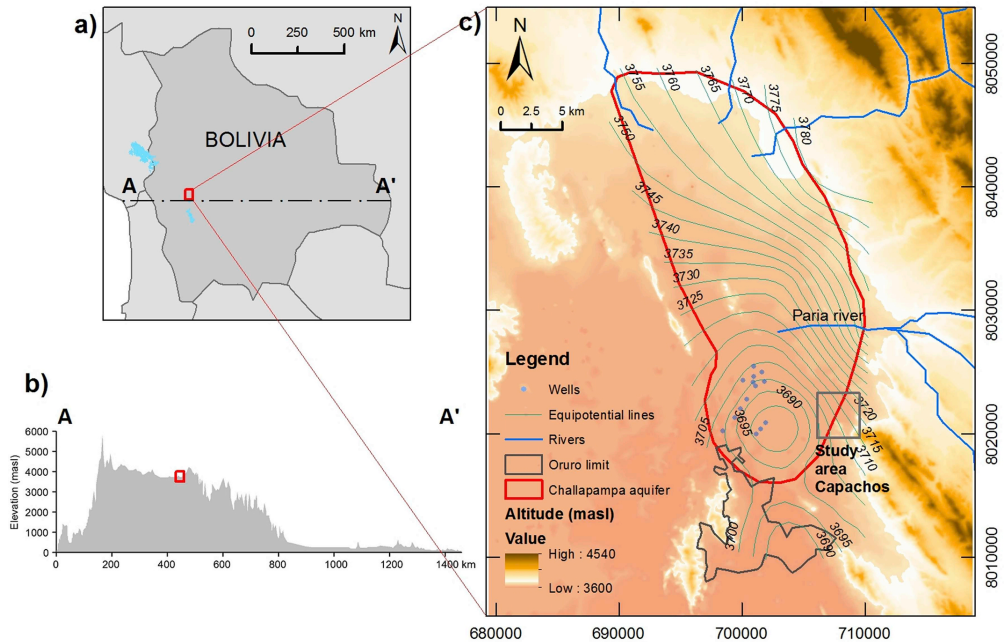 a)
N
0 250 500 km
BOLIVIA
A
A'
b)
A
A'
Elevation (masl)
6000
5000
4000
3000
2000
1000
0
0 200 400 600 800 1000 1200 1400 km
c)
N
0 2.5 5 km
3755
3760
3765
3770
3775
3780
3750
3745
3740
3735
3730
3725
Paria river
3690
3695
3705
3720
3715
3710
Study
area
Capachos
3700
3695
3690
Legend
Wells
Equipotential lines
Rivers
Oruro limit
Challapampa aquifer
Altitude (masl)
Value
High : 4540
Low : 3600
8050000
8040000
8030000
8020000
8010000
680000 690000 700000 710000